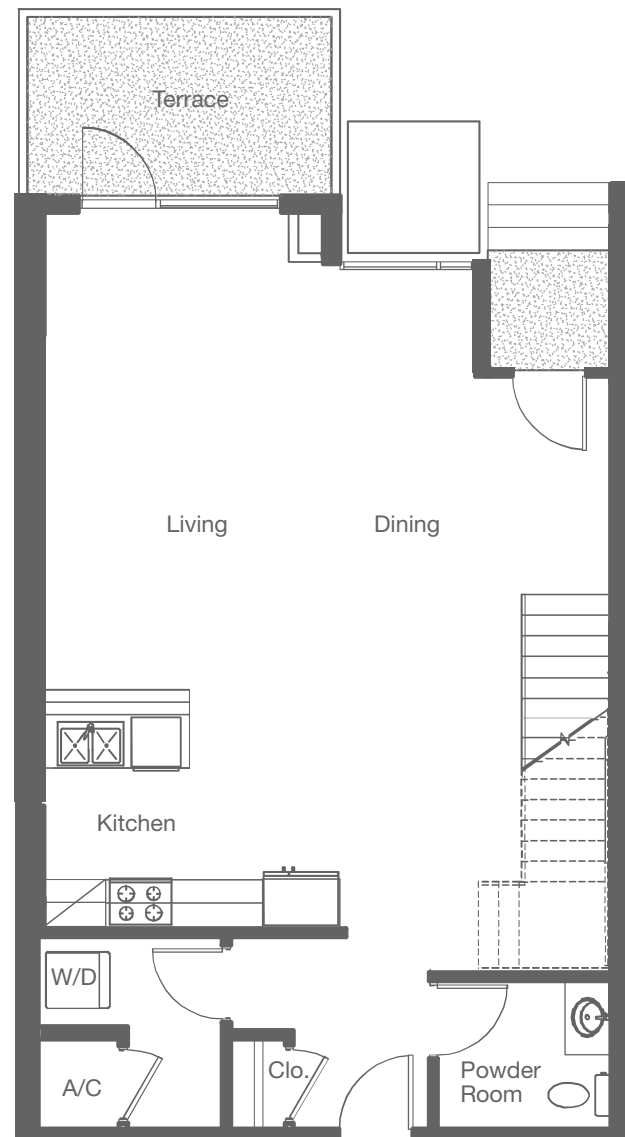 Terrace
Living
Dining
Kitchen
W/D
A/C
Clo.
Powder
Room